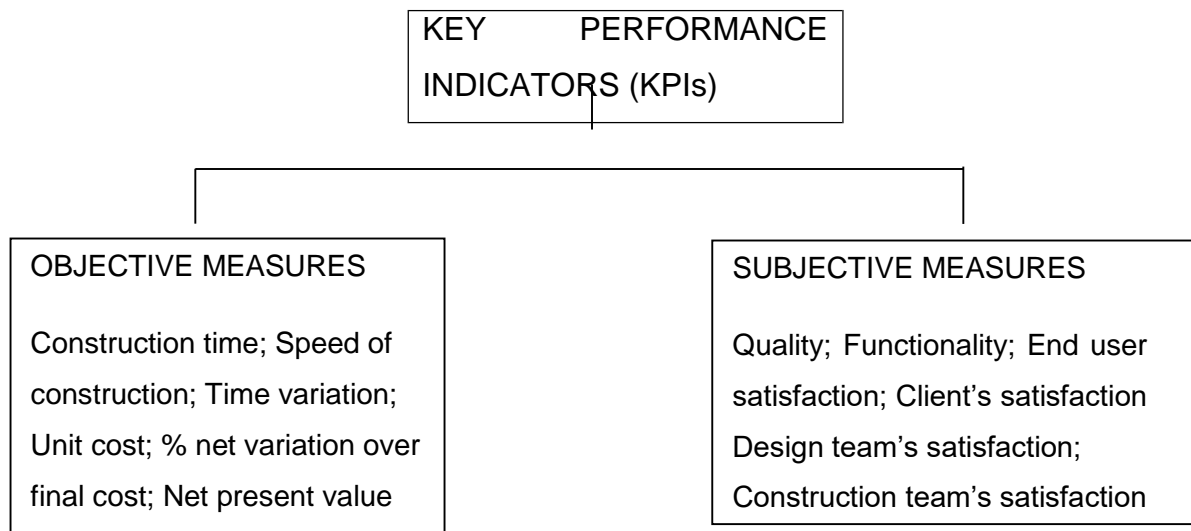 KEY PERFORMANCE
INDICATORS (KPIs)
OBJECTIVE MEASURES
Construction time; Speed of
construction; Time variation;
Unit cost; % net variation over
final cost; Net present value
SUBJECTIVE MEASURES
Quality; Functionality; End user
satisfaction; Client’s satisfaction
Design team’s satisfaction;
Construction team’s satisfaction